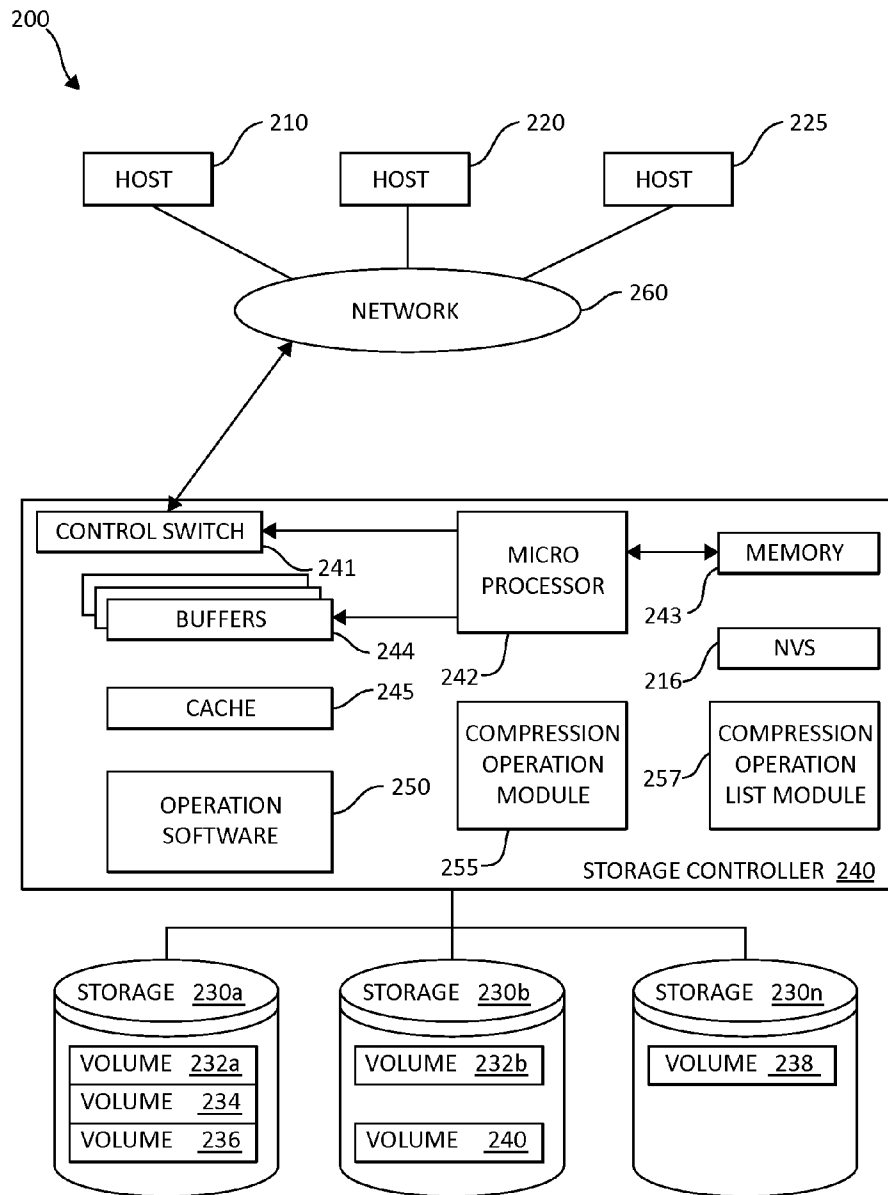 200
210
220
225
HOST
HOST
HOST
NETWORK
260
CONTROL SWITCH
241
MICRO
PROCESSOR
MEMORY
243
BUFFERS
244
242
NVS
216
245
CACHE
COMPRESSION
OPERATION
MODULE
COMPRESSION
OPERATION
LIST MODULE
257
OPERATION
SOFTWARE
250
255
STORAGE CONTROLLER 240
STORAGE 230a
STORAGE 230b
STORAGE 230n
VOLUME 232a
VOLUME 234
VOLUME 236
VOLUME 232b
VOLUME 240
VOLUME 238